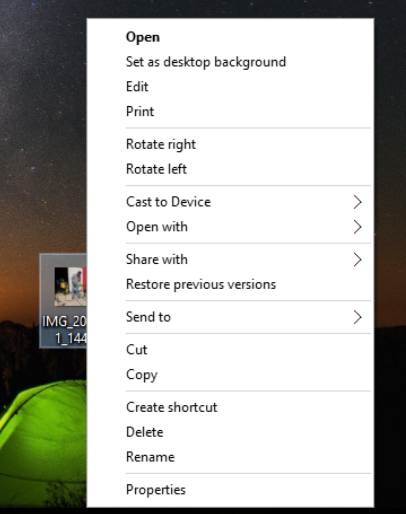 Open
Set as desktop background
Edit
Print
Rotate right
Rotate left
Cast to Device
Open with
Share with
Restore previous versions
IMG_20
1_144
Send to
Cut
Copy
Create shortcut
Delete
Rename
Properties